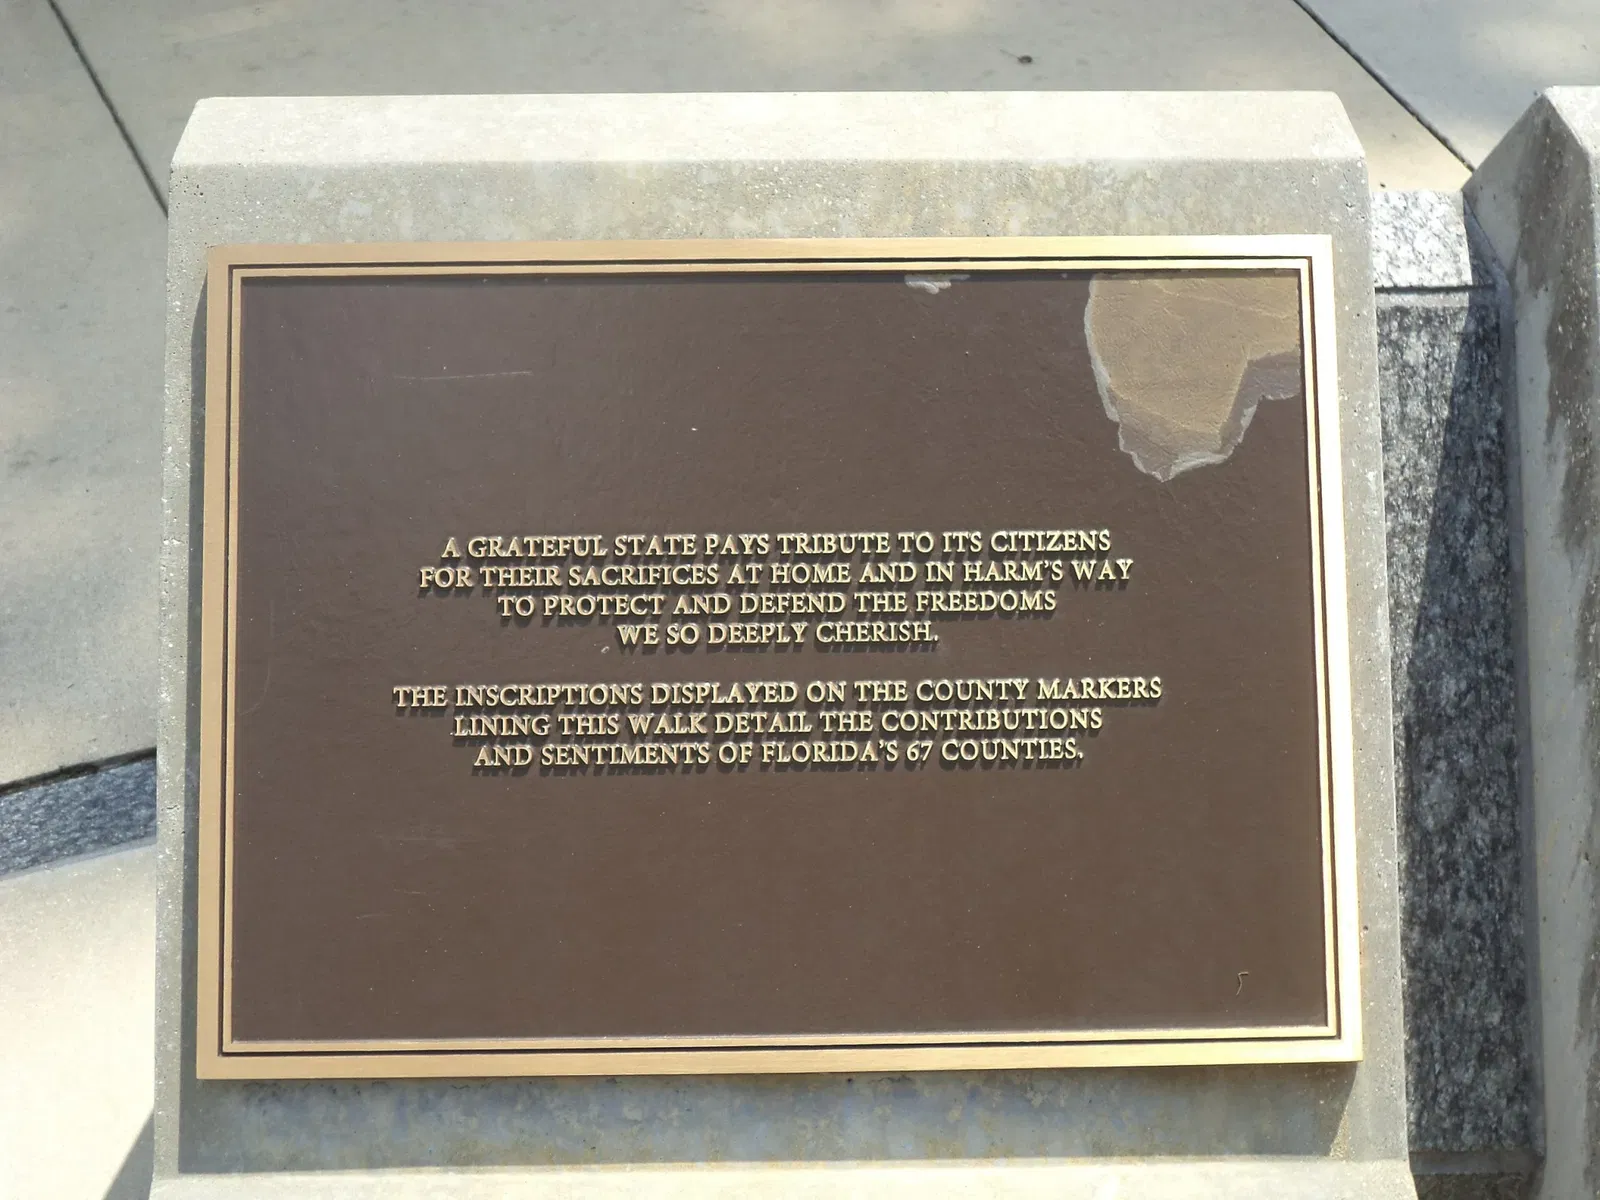 A GRATEFUL STATE PAYS TRIBUTE TO ITS CITIZENS
FOR THEIR SACRIFICES AT HOME AND IN HARM'S WAY
TO PROTECT AND DEFEND THE FREEDOMS
WE SO DEEPLY CHERISH.
THE INSCRIPTIONS DISPLAYED ON THE COUNTY MARKERS
LINING THIS WALK DETAIL THE CONTRIBUTIONS
AND SENTIMENTS OF FLORIDA'S 67 COUNTIES.